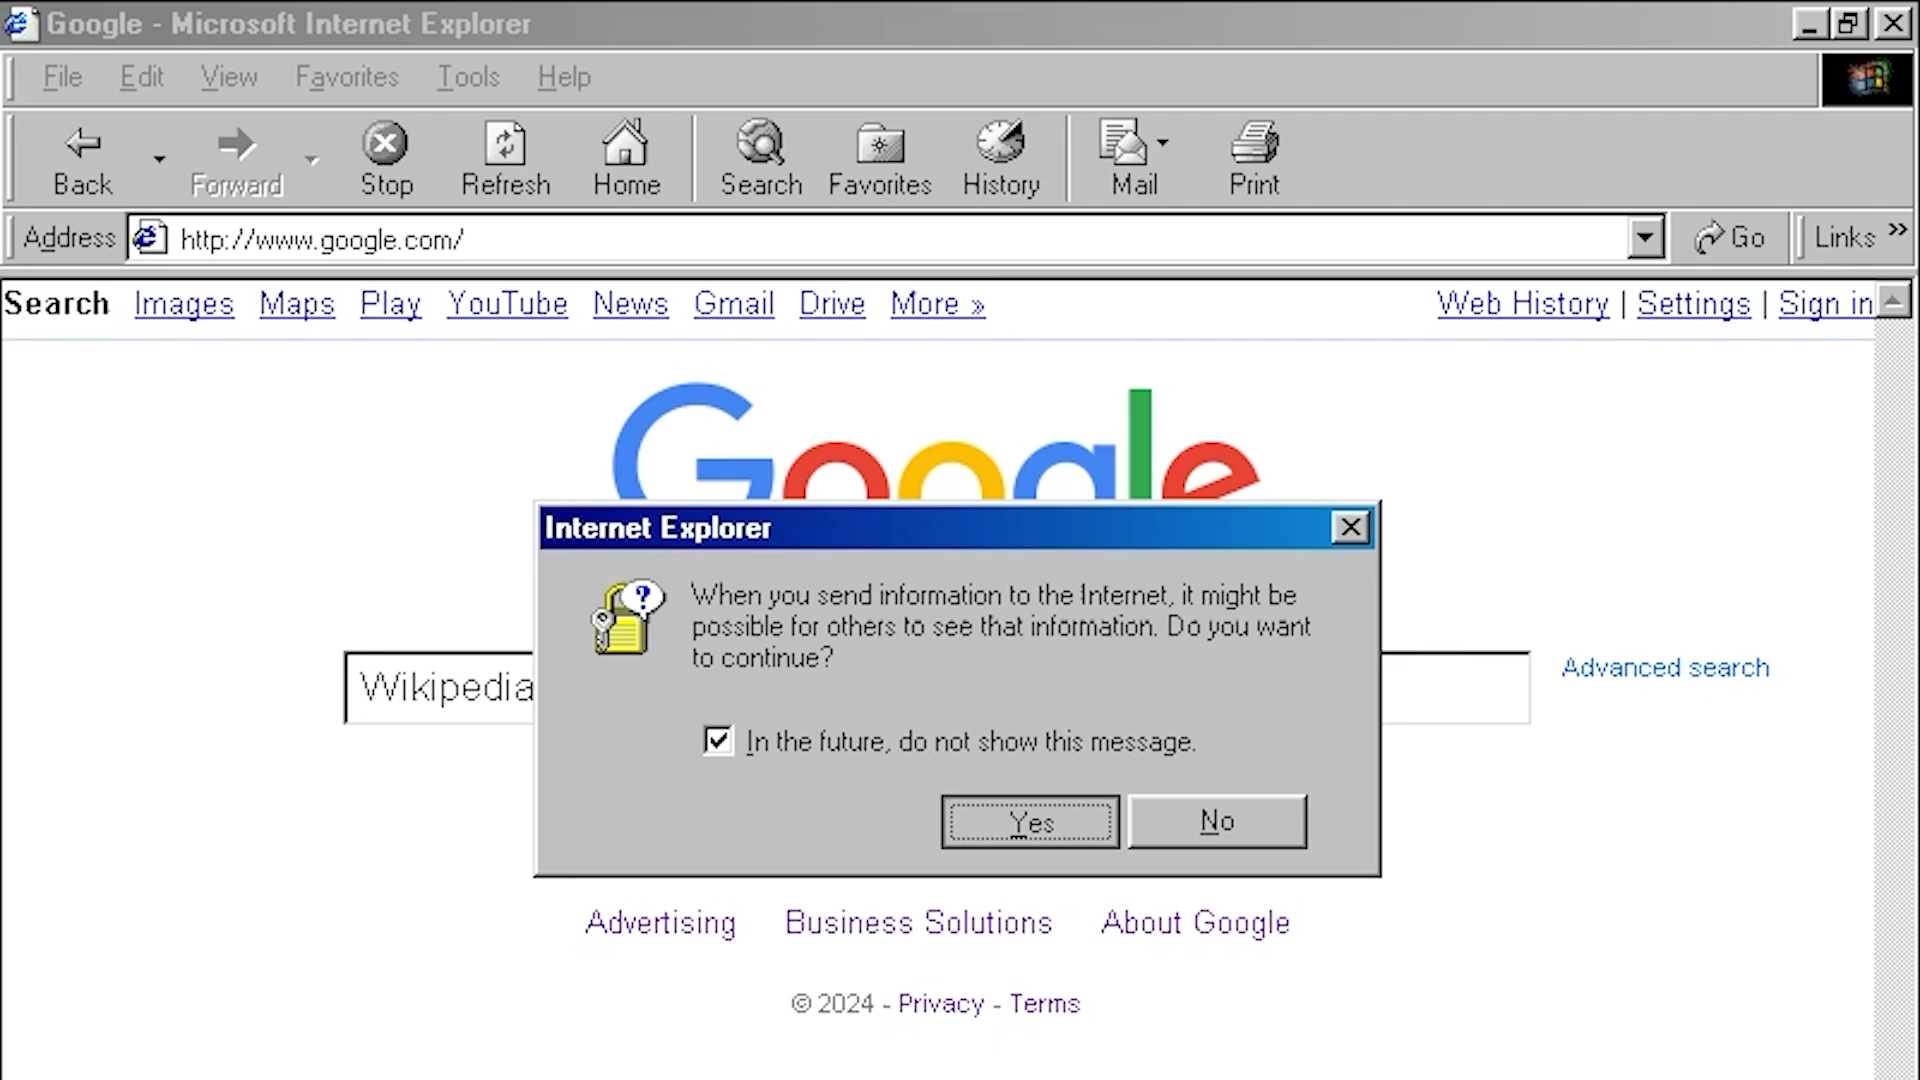 Google - Microsoft Internet Explorer
File Edit View Favorites Tools Help
Back Forward Stop Refresh Home Search Favorites History Mail Print
Address http://www.google.com/ Go Links »
Search Images Maps Play YouTube News Gmail Drive More » Web History | Settings | Sign in
Google
Internet Explorer
?
When you send information to the Internet, it might be
possible for others to see that information. Do you want
to continue?
Wikipedia
Advanced search
In the future, do not show this message.
Yes No
Advertising Business Solutions About Google
© 2024 - Privacy - Terms